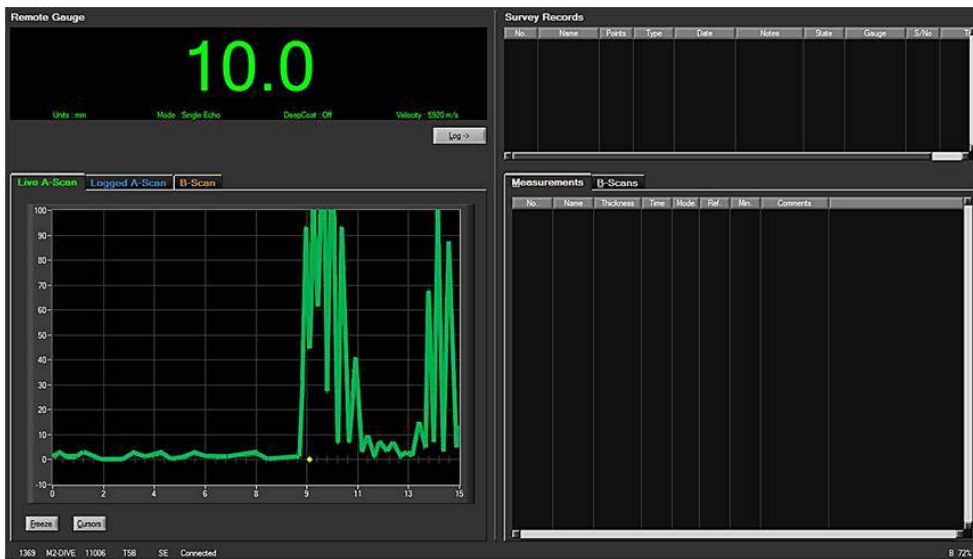 Remote Gauge
10.0
Units : mm Mode : Single Echo DeepCoat : Off Velocity : 5920 m/s
Log ->
Live A-Scan Logged A-Scan B-Scan
100
90
80
70
60
50
40
30
20
10
0
-10
0 2 4 6 8 9 11 13 15
Freeze Cursors
Survey Records
No. Name Points Type Date Notes State Gauge S/No
Measurements B-Scans
No. Name Thickness Time Mode Ref Min. Comments
1369 M2-DIVE 11006 T5B SE Connected B 72%